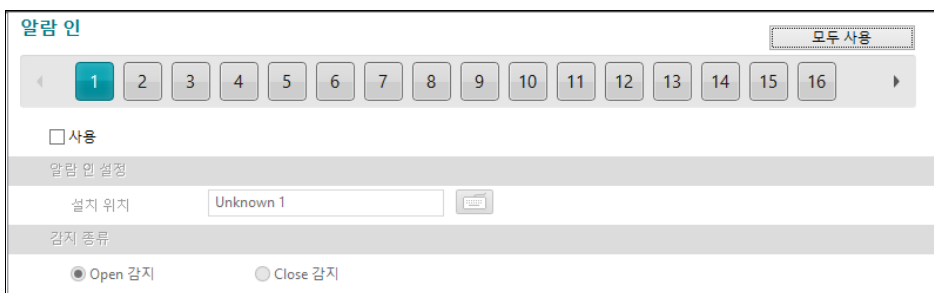 알람 인
모두 사용
1 2 3 4 5 6 7 8 9 10 11 12 13 14 15 16
사용
알람 인 설정
설치 위치 Unknown 1
감지 종류
Open 감지 Close 감지